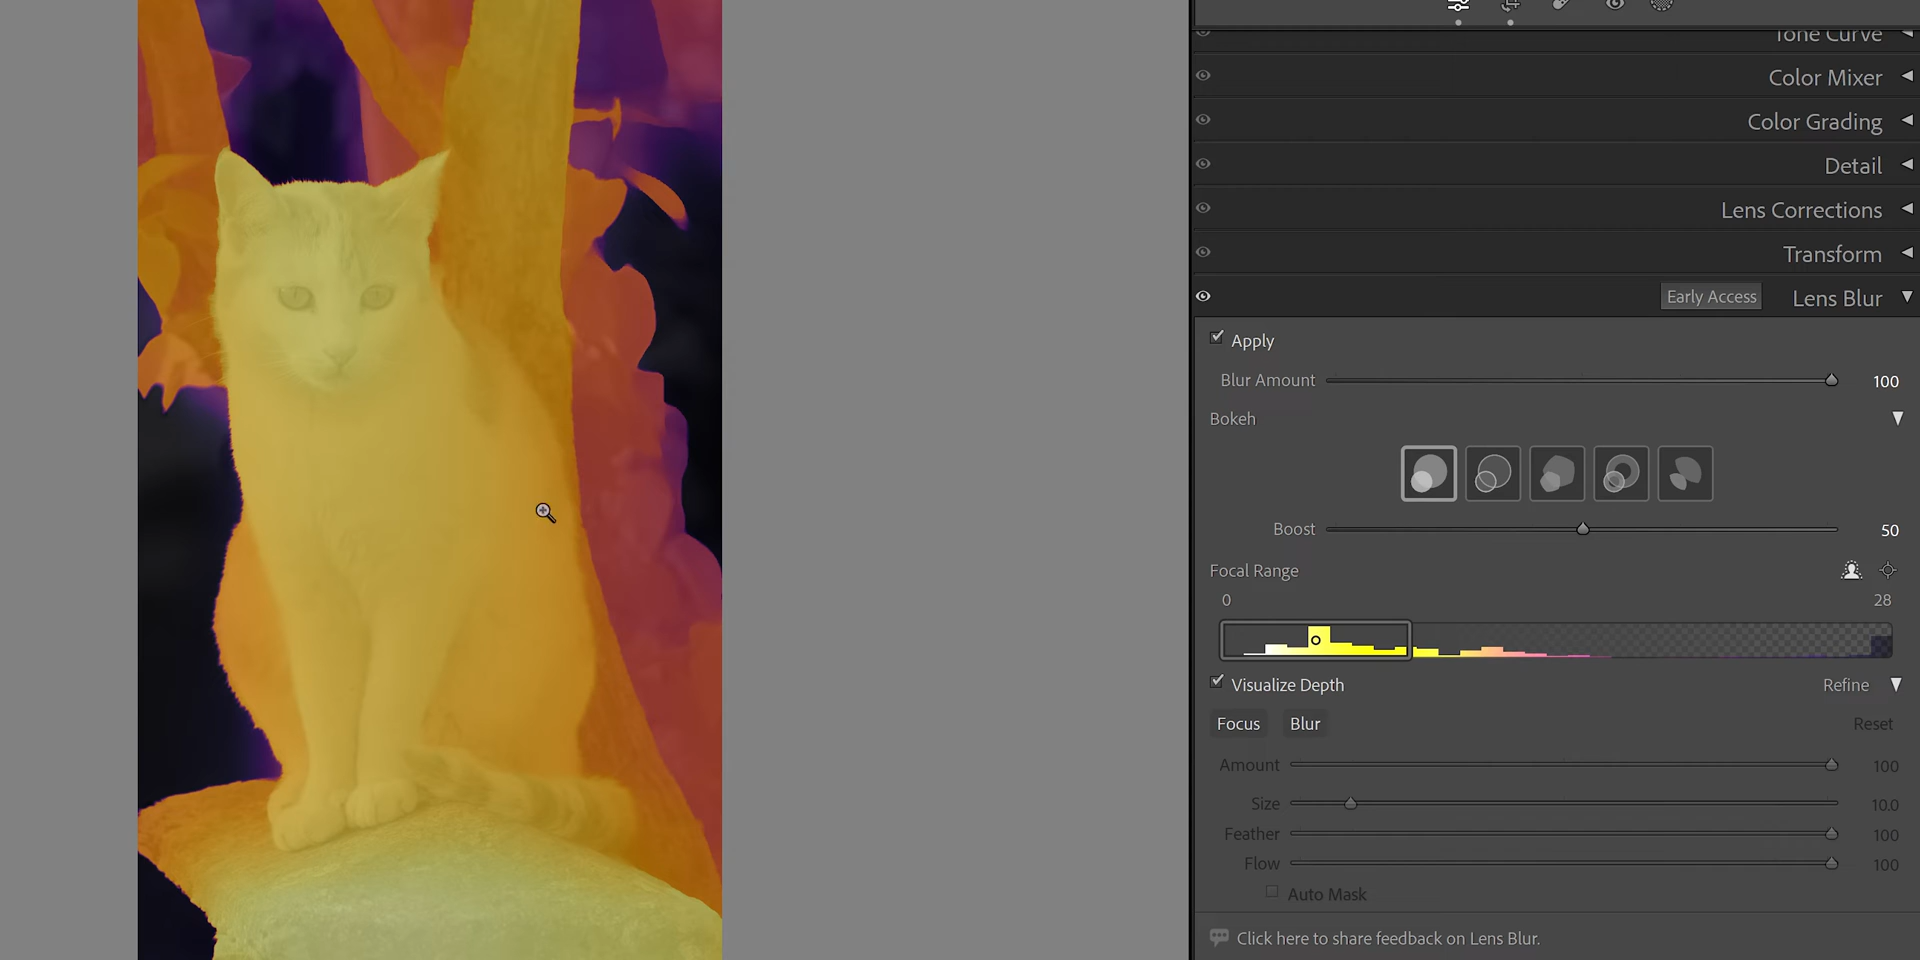 Tone Curve
Color Mixer
Color Grading
Detail
Lens Corrections
Transform
Early Access Lens Blur
Apply
Blur Amount 100
Bokeh
Boost 50
Focal Range
0 28
Visualize Depth Refine
Focus Blur Reset
Amount 100
Size 10.0
Feather 100
Flow 100
Auto Mask
Click here to share feedback on Lens Blur.